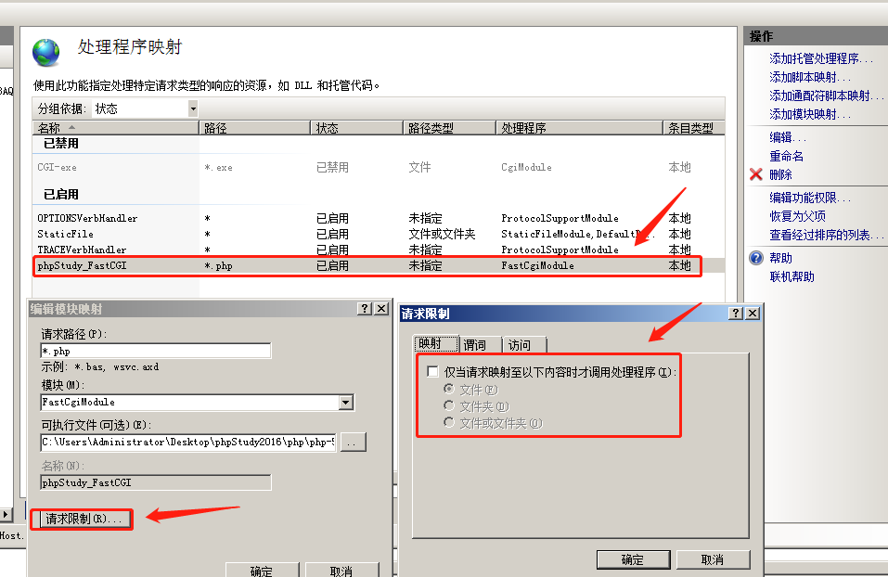 处理程序映射
使用此功能指定处理特定请求类型的响应的资源，如 DLL 和托管代码。
分组依据: 状态
名称 路径 状态 路径类型 处理程序 条目类型
已禁用
CGI-exe *.exe 已禁用 文件 CgiModule 本地
已启用
OPTIONSVerbHandler * 已启用 未指定 ProtocolSupportModule 本地
StaticFile * 已启用 文件或文件夹 StaticFileModule,DefaultD... 本地
TRACEVerbHandler * 已启用 未指定 ProtocolSupportModule 本地
phpStudy_FastCGI *.php 已启用 未指定 FastCgiModule 本地
操作
添加托管处理程序...
添加脚本映射...
添加通配符脚本映射...
添加模块映射...
编辑...
重命名
删除
编辑功能权限...
恢复为父项
查看经过排序的列表...
帮助
联机帮助
编辑模块映射
请求路径(P):
*.php
示例: *.bas, wsvc.axd
模块(M):
FastCgiModule
可执行文件(可选)(E):
C:\Users\Administrator\Desktop\phpStudy2016\php\php-5
...
名称(N):
phpStudy_FastCGI
请求限制(R)...
确定 取消
请求限制
映射 谓词 访问
仅当请求映射至以下内容时才调用处理程序(I):
文件(F)
文件夹(D)
文件或文件夹(O)
确定 取消
Host.